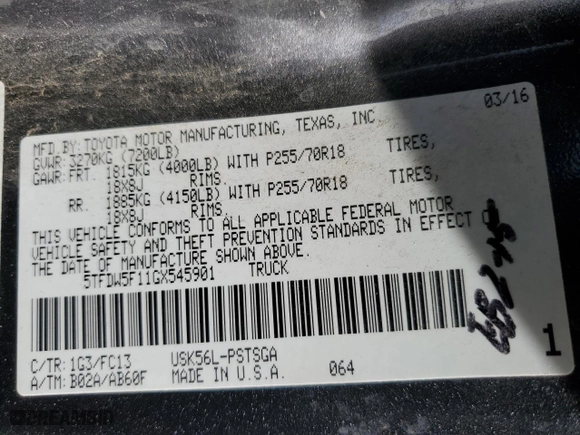 03/16
MFD.BY:TOYOTA MOTOR MANUFACTURING, TEXAS, INC
GVWR:3270KG (7200LB)
GAWR:FRT. 1815KG (4000LB) WITH P255/70R18 TIRES,
18X8J RIMS.
RR. 1885KG (4150LB) WITH P255/70R18 TIRES,
18X8J RIMS.
THIS VEHICLE CONFORMS TO ALL APPLICABLE FEDERAL MOTOR
VEHICLE SAFETY AND THEFT PREVENTION STANDARDS IN EFFECT O
THE DATE OF MANUFACTURE SHOWN ABOVE.
5TFDW5F11GX545901 TRUCK
C/TR: 1G3/FC13 USK56L-PSTSGA
A/TM: B02A/AB60F MADE IN U.S.A. 064
1